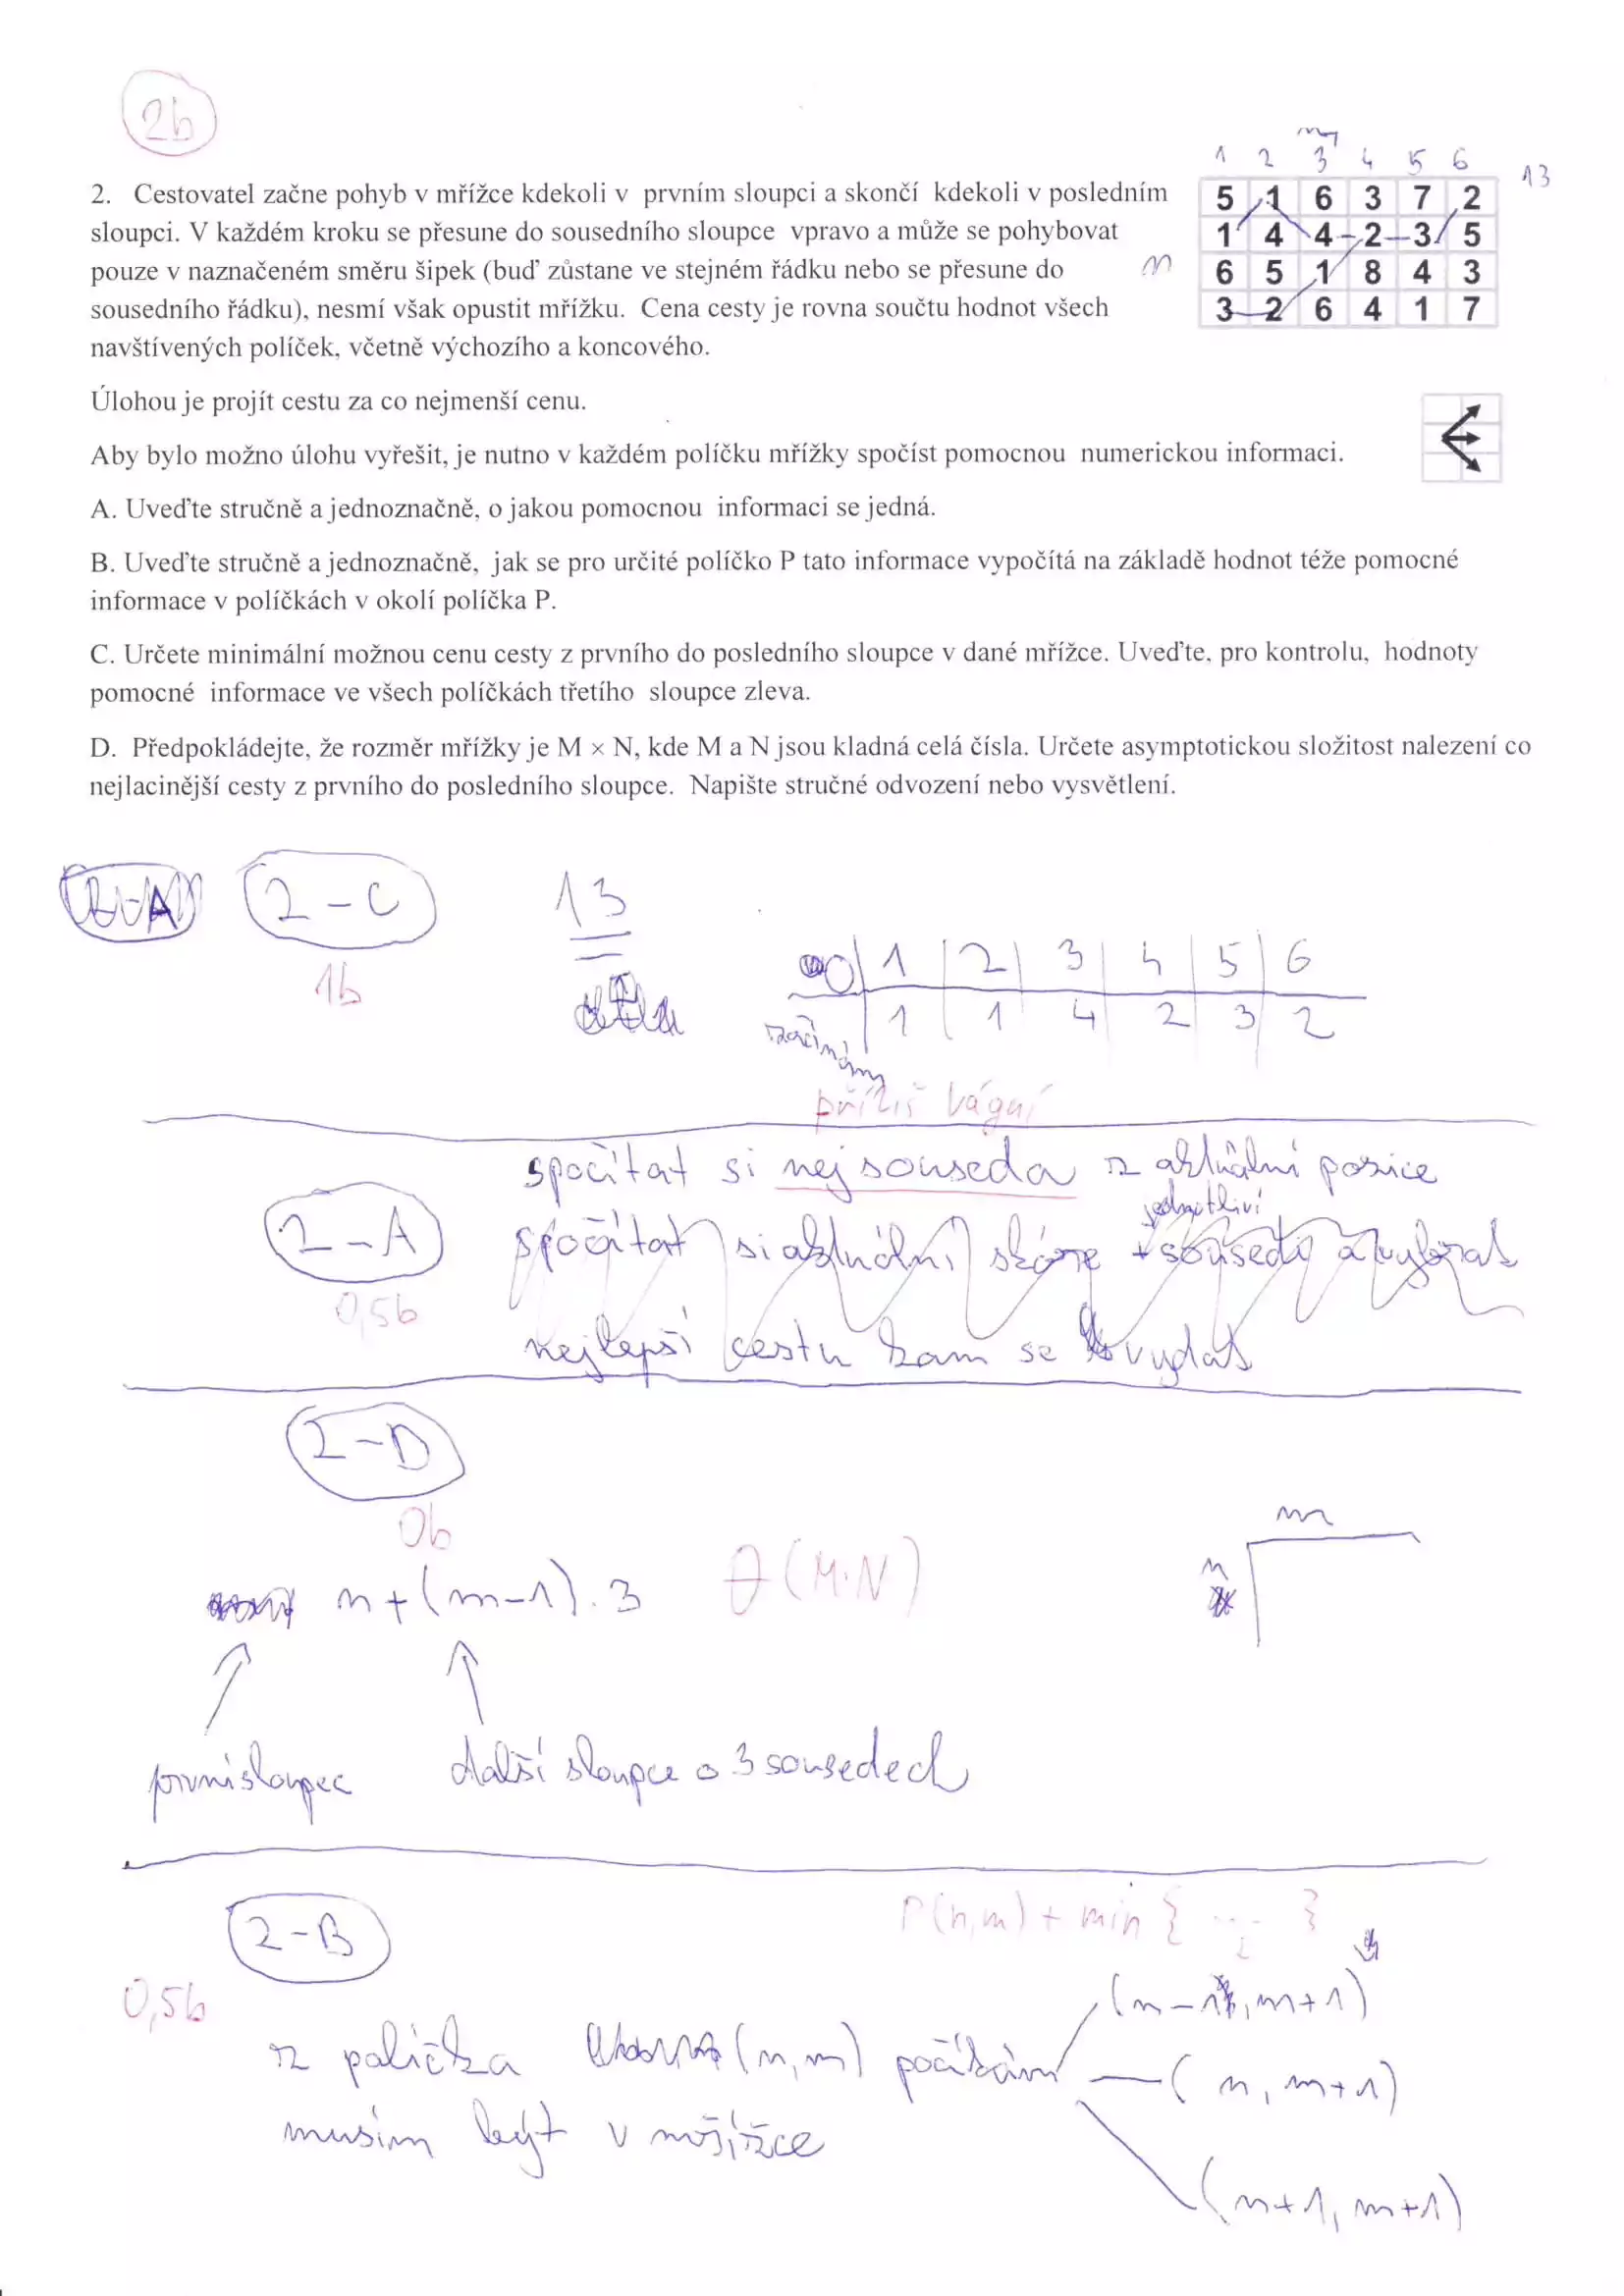 2b
1 2 3 4 5 6
m
13
2. Cestovatel začne pohyb v mřížce kdekoli v prvním sloupci a skončí kdekoli v posledním
sloupci. V každém kroku se přesune do sousedního sloupce vpravo a může se pohybovat
pouze v naznačeném směru šipek (buď zůstane ve stejném řádku nebo se přesune do
sousedního řádku), nesmí však opustit mřížku. Cena cesty je rovna součtu hodnot všech
navštívených políček, včetně výchozího a koncového.
n
5 1 6 3 7 2
1 4 4 2 3 5
6 5 1 8 4 3
3 2 6 4 1 7
Úlohou je projít cestu za co nejmenší cenu.
Aby bylo možno úlohu vyřešit, je nutno v každém políčku mřížky spočíst pomocnou numerickou informaci.
A. Uveďte stručně a jednoznačně, o jakou pomocnou informaci se jedná.
B. Uveďte stručně a jednoznačně, jak se pro určité políčko P tato informace vypočítá na základě hodnot téže pomocné
informace v políčkách v okolí políčka P.
C. Určete minimální možnou cenu cesty z prvního do posledního sloupce v dané mřížce. Uveďte, pro kontrolu, hodnoty
pomocné informace ve všech políčkách třetího sloupce zleva.
D. Předpokládejte, že rozměr mřížky je M × N, kde M a N jsou kladná celá čísla. Určete asymptotickou složitost nalezení co
nejlacinější cesty z prvního do posledního sloupce. Napište stručné odvození nebo vysvětlení.
2-C 13
1b
0 1 2 3 4 5 6
začínám 1 1 4 2 3 2
příliš vágní
spočítat si nej souseda z aktuální pozice
2-A
0,5b
jednotliví
spočítat si aktuální skóre + sousedi a vybrat
nejlepší cestu kam se vydat
2-D
0b
n+(m-1).3
θ(M·N)
m
n
první sloupec
další sloupce o 3 sousedech
2-B
0,5b
P(n,m) + min { ... }
z políčka (n,m) počítám
(n-1, m+1)
(n, m+1)
(n+1, m+1)
musím být v mřížce